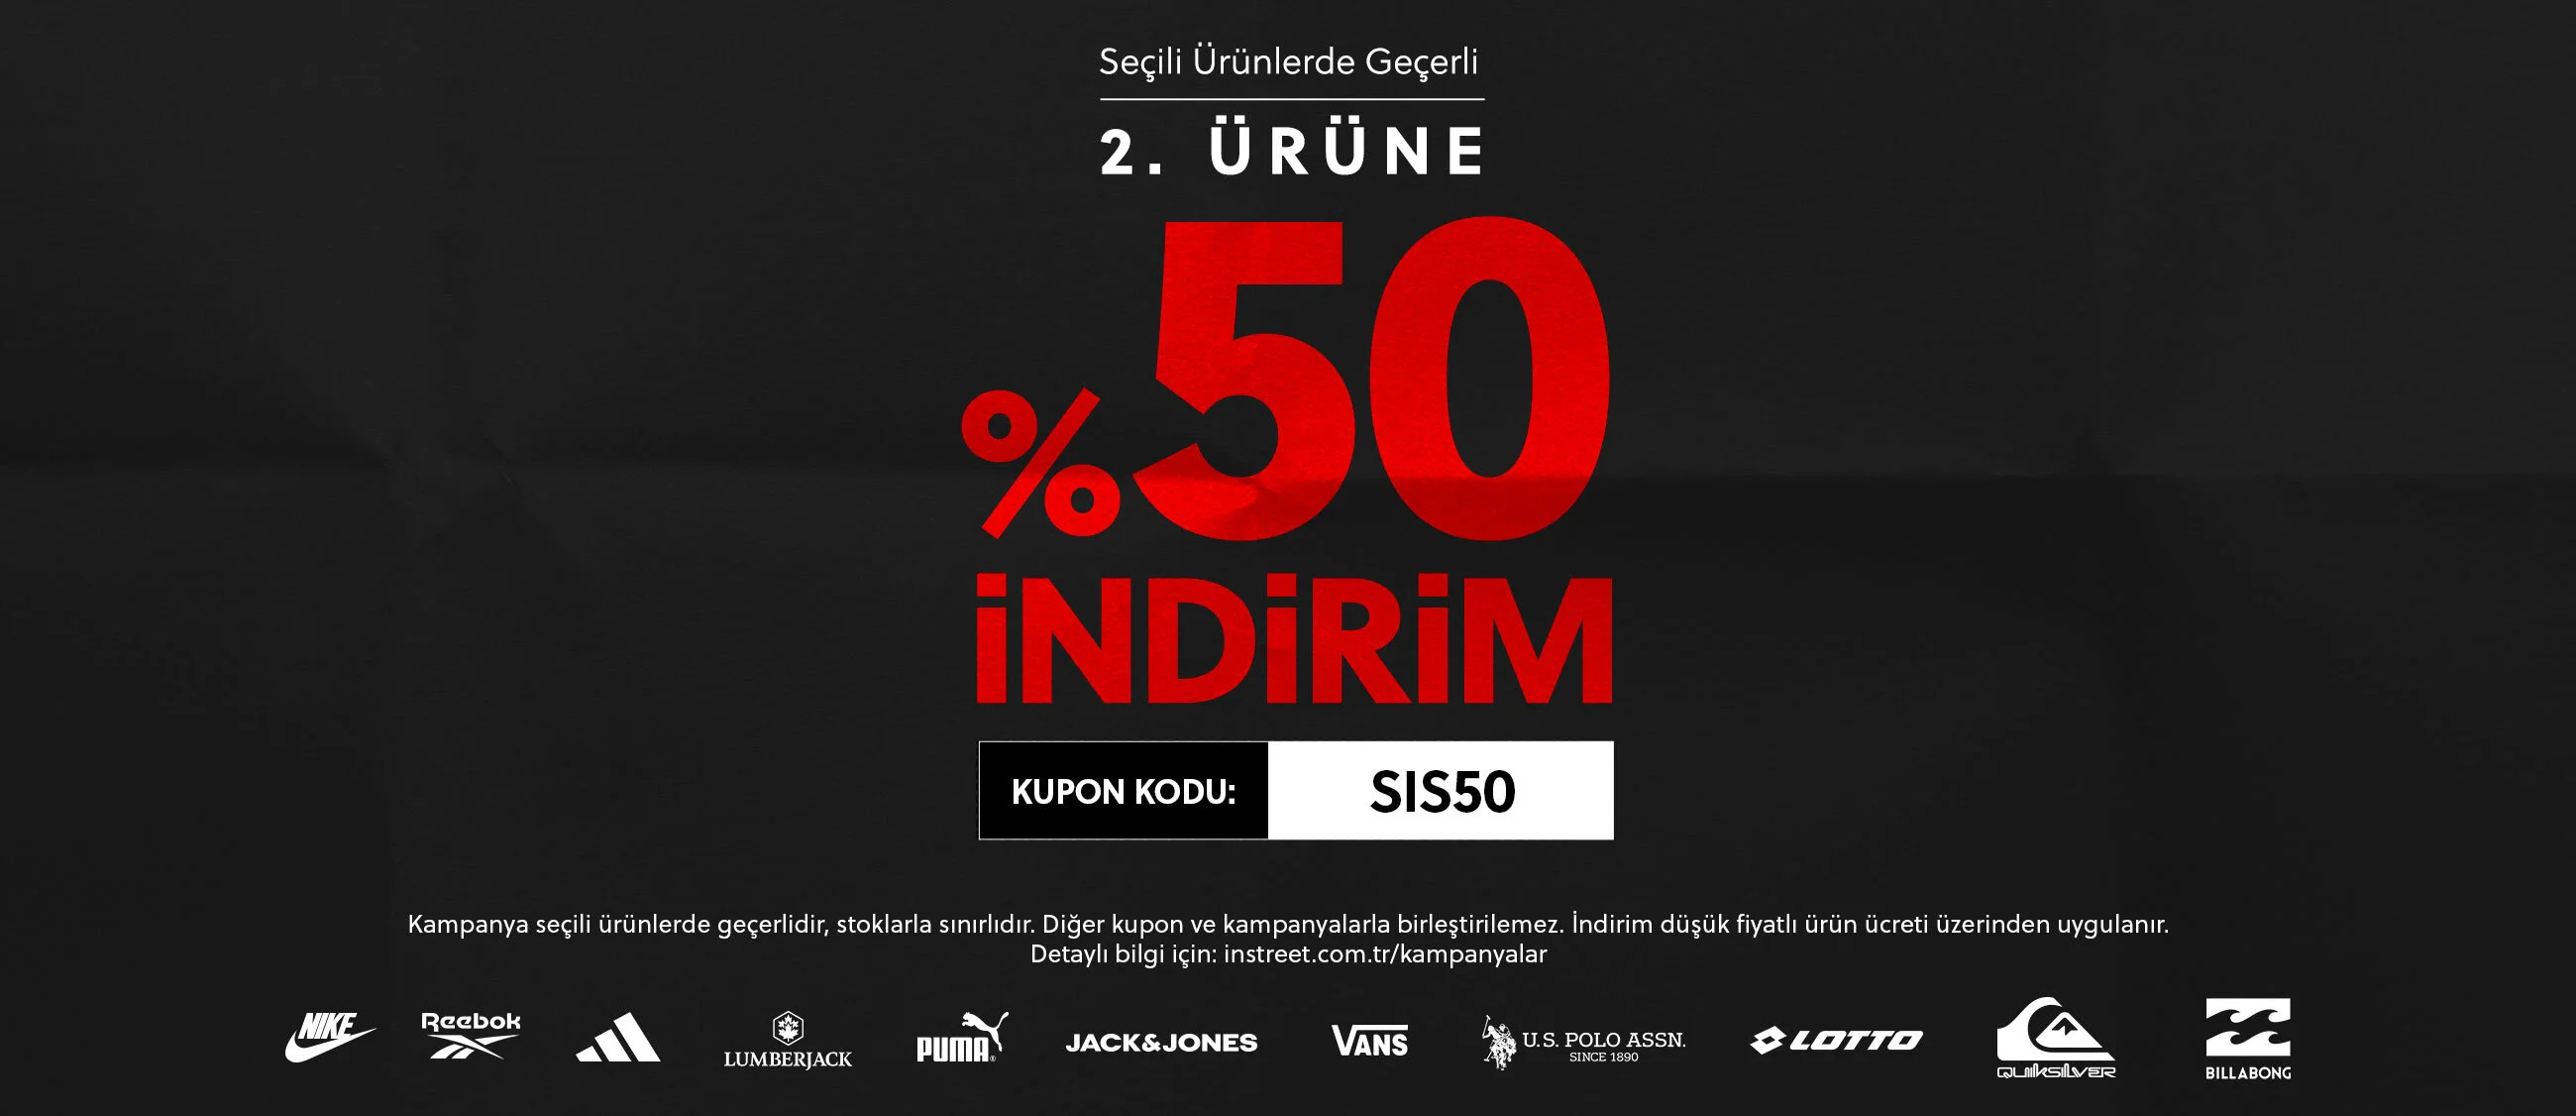 Seçili Ürünlerde Geçerli
2. ÜRÜNE
%50
İNDİRİM
KUPON KODU: SIS50
Kampanya seçili ürünlerde geçerlidir, stoklarla sınırlıdır. Diğer kupon ve kampanyalarla birleştirilemez. İndirim düşük fiyatlı ürün ücreti üzerinden uygulanır.
Detaylı bilgi için: instreet.com.tr/kampanyalar
NIKE Reebok LUMBERJACK PUMA® JACK&JONES VANS U.S. POLO ASSN. SINCE 1890 LOTTO QUIKSILVER BILLABONG